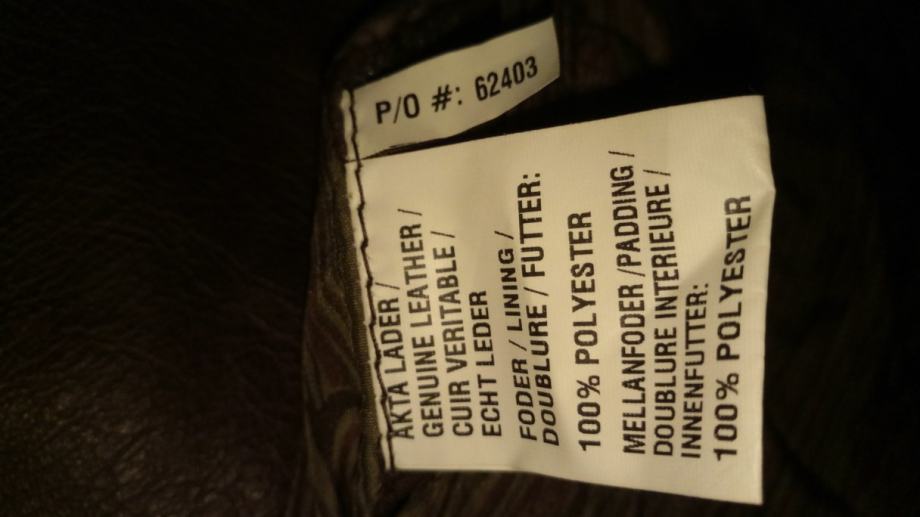 P/O #: 62403
AKTA LADER /
GENUINE LEATHER /
CUIR VERITABLE /
ECHT LEDER
FODER / LINING /
DOUBLURE / FUTTER:
100% POLYESTER
MELLANFODER /PADDING /
DOUBLURE INTERIEURE /
INNENFUTTER:
100% POLYESTER